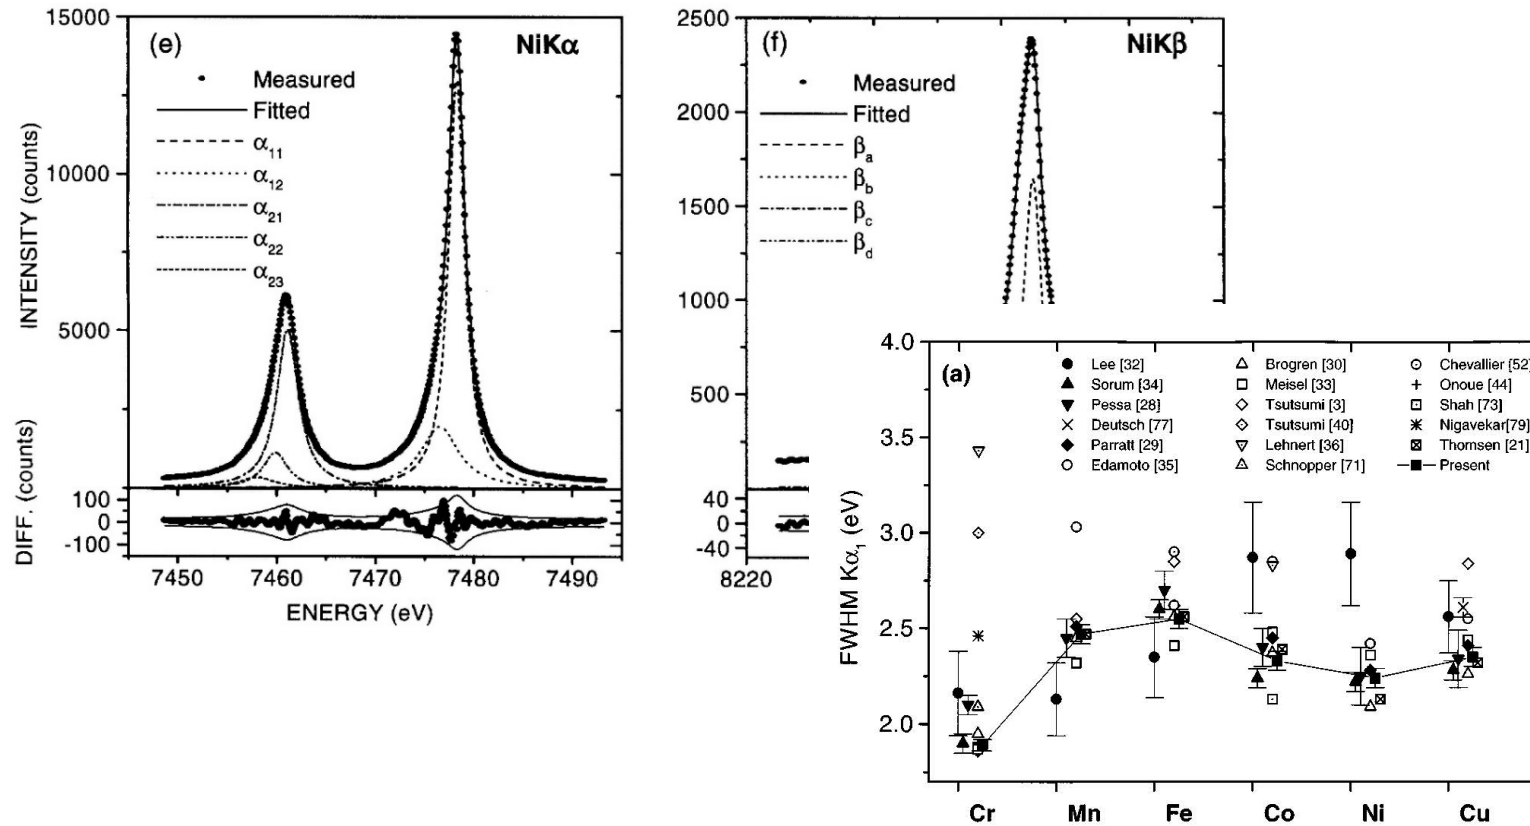 15000
(e)
NiKα
Measured
Fitted
α11
α12
α21
α22
α23
10000
5000
INTENSITY (counts)
100
0
-100
DIFF. (counts)
7450
7460
7470
7480
7490
ENERGY (eV)
2500
(f)
NiKβ
Measured
Fitted
βa
βb
βc
βd
2000
1500
1000
500
40
0
-40
8220
4.0
(a)
Lee [32]
Sorum [34]
Pessa [28]
Deutsch [77]
Parratt [29]
Edamoto [35]
Brogren [30]
Meisel [33]
Tsutsumi [3]
Tsutsumi [40]
Lehnert [36]
Schnopper [71]
Chevallier [52]
Onoue [44]
Shah [73]
Nigavekar[79]
Thomsen [21]
Present
3.5
3.0
2.5
2.0
FWHM Kα1 (eV)
Cr
Mn
Fe
Co
Ni
Cu